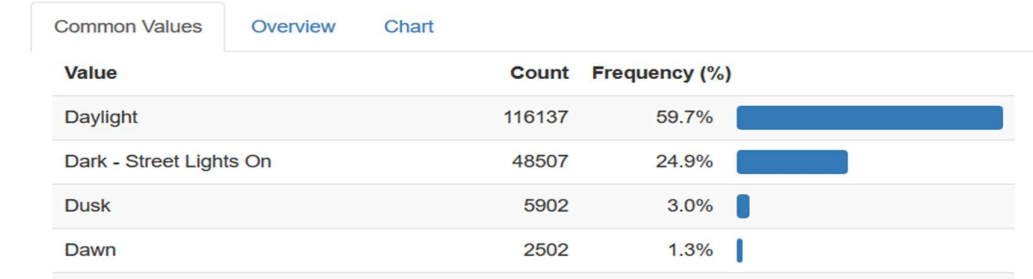 Common Values Overview Chart
Value Count Frequency (%)
Daylight 116137 59.7%
Dark - Street Lights On 48507 24.9%
Dusk 5902 3.0%
Dawn 2502 1.3%